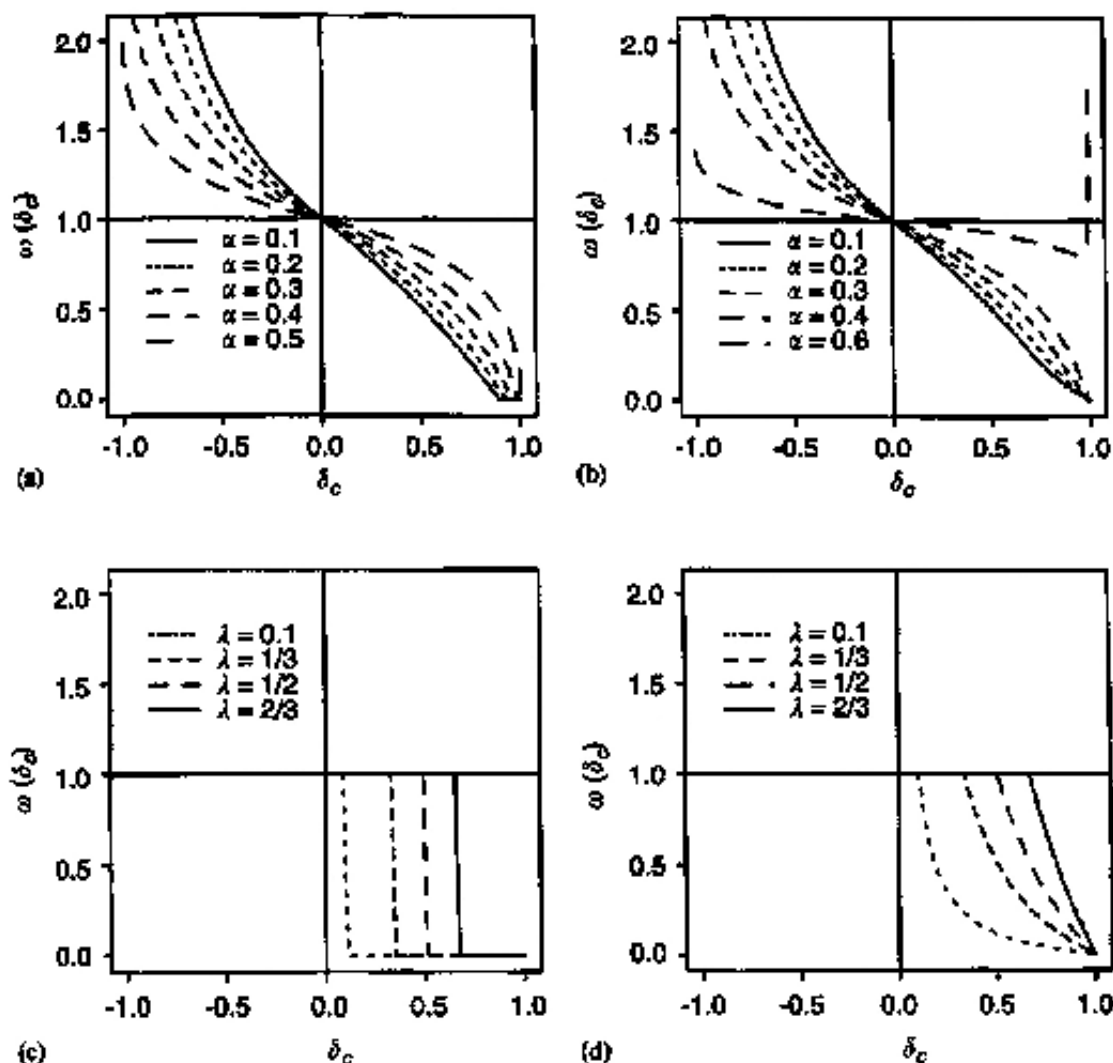 2.0
1.5
1.0
0.5
0.0
ω (δc)
α = 0.1
α = 0.2
α = 0.3
α = 0.4
α = 0.5
-1.0 -0.5 0.0 0.5 1.0
(a) δc
2.0
1.5
1.0
0.5
0.0
ω (δc)
α = 0.1
α = 0.2
α = 0.3
α = 0.4
α = 0.6
-1.0 -0.5 0.0 0.5 1.0
(b) δc
2.0
1.5
1.0
0.5
0.0
ω (δc)
λ = 0.1
λ = 1/3
λ = 1/2
λ = 2/3
-1.0 -0.5 0.0 0.5 1.0
(c) δc
2.0
1.5
1.0
0.5
0.0
ω (δc)
λ = 0.1
λ = 1/3
λ = 1/2
λ = 2/3
-1.0 -0.5 0.0 0.5 1.0
(d) δc